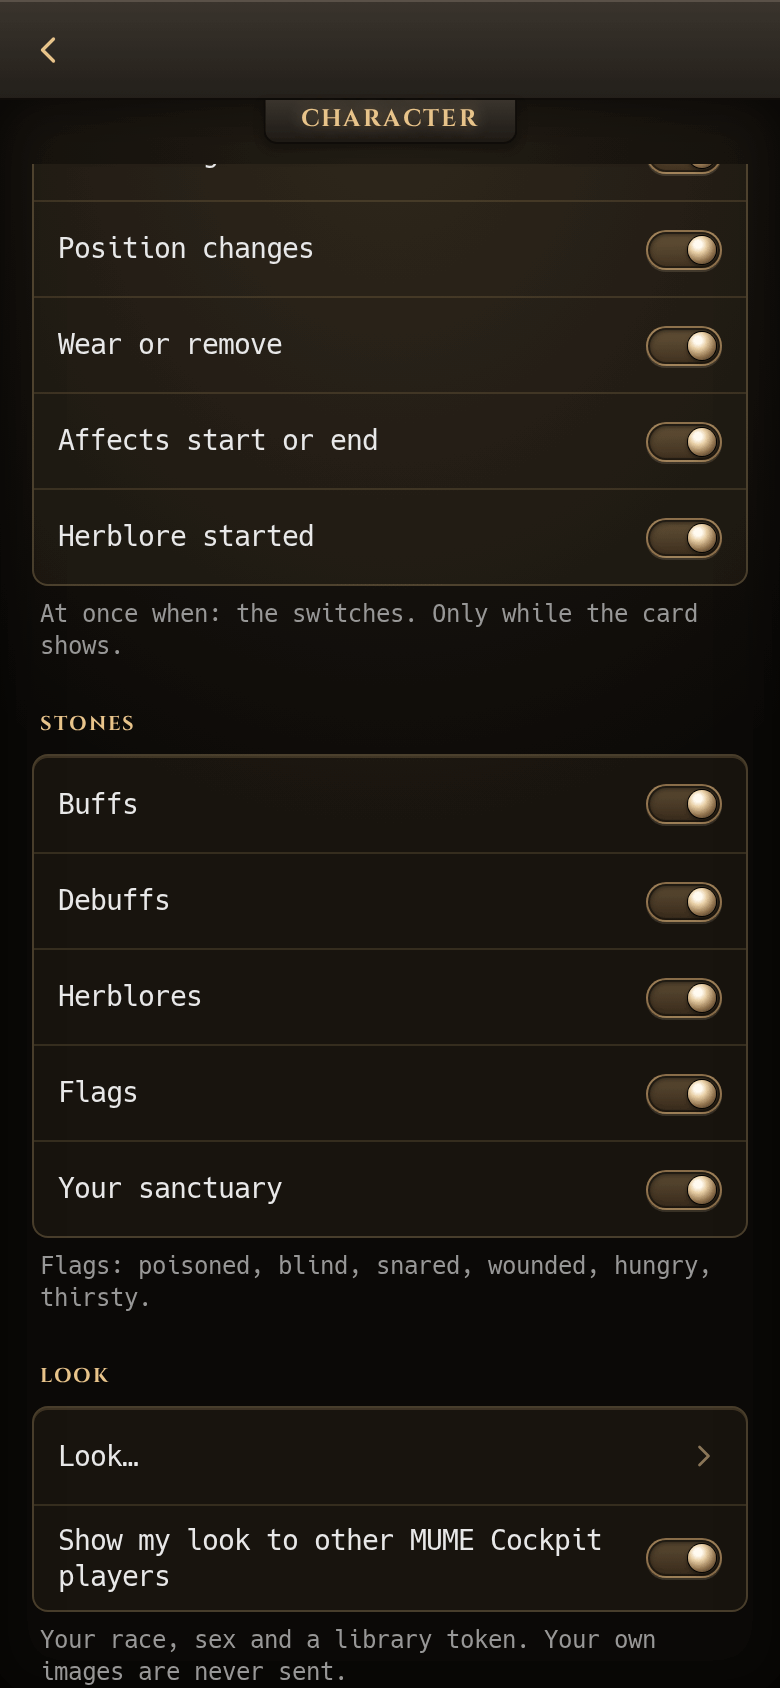 CHARACTER
Position changes
Wear or remove
Affects start or end
Herblore started
At once when: the switches. Only while the card
shows.
STONES
Buffs
Debuffs
Herblores
Flags
Your sanctuary
Flags: poisoned, blind, snared, wounded, hungry,
thirsty.
LOOK
Look…
Show my look to other MUME Cockpit
players
Your race, sex and a library token. Your own
images are never sent.